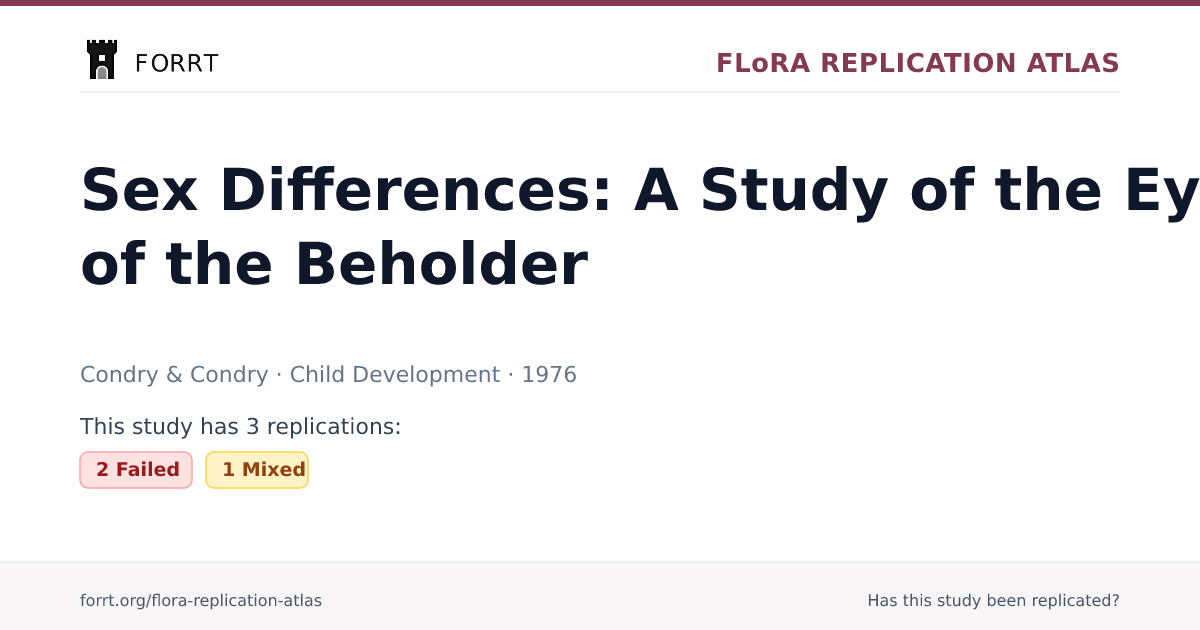 FORRT
FLoRA REPLICATION ATLAS
Sex Differences: A Study of the Ey
of the Beholder
Condry & Condry · Child Development · 1976
This study has 3 replications:
2 Failed
1 Mixed
forrt.org/flora-replication-atlas
Has this study been replicated?